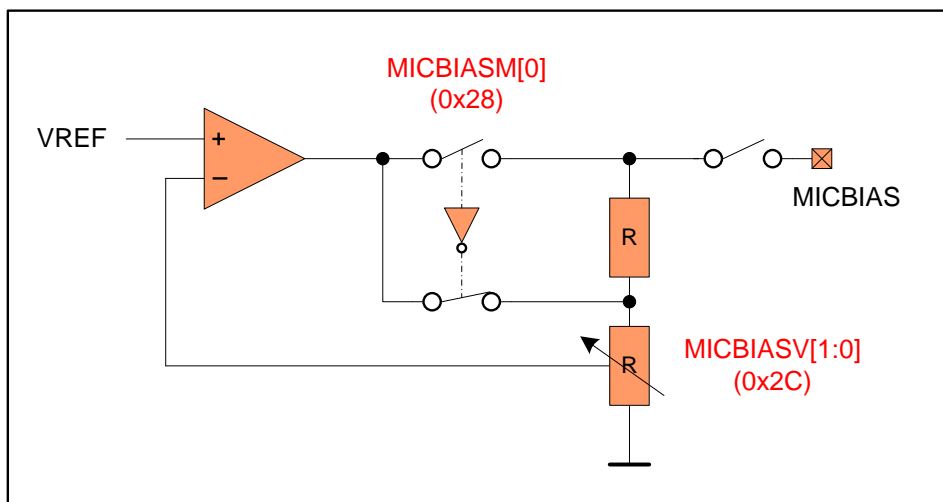 MICBIASM[0]
(0x28)
VREF
+
−
MICBIAS
R
R
MICBIASV[1:0]
(0x2C)